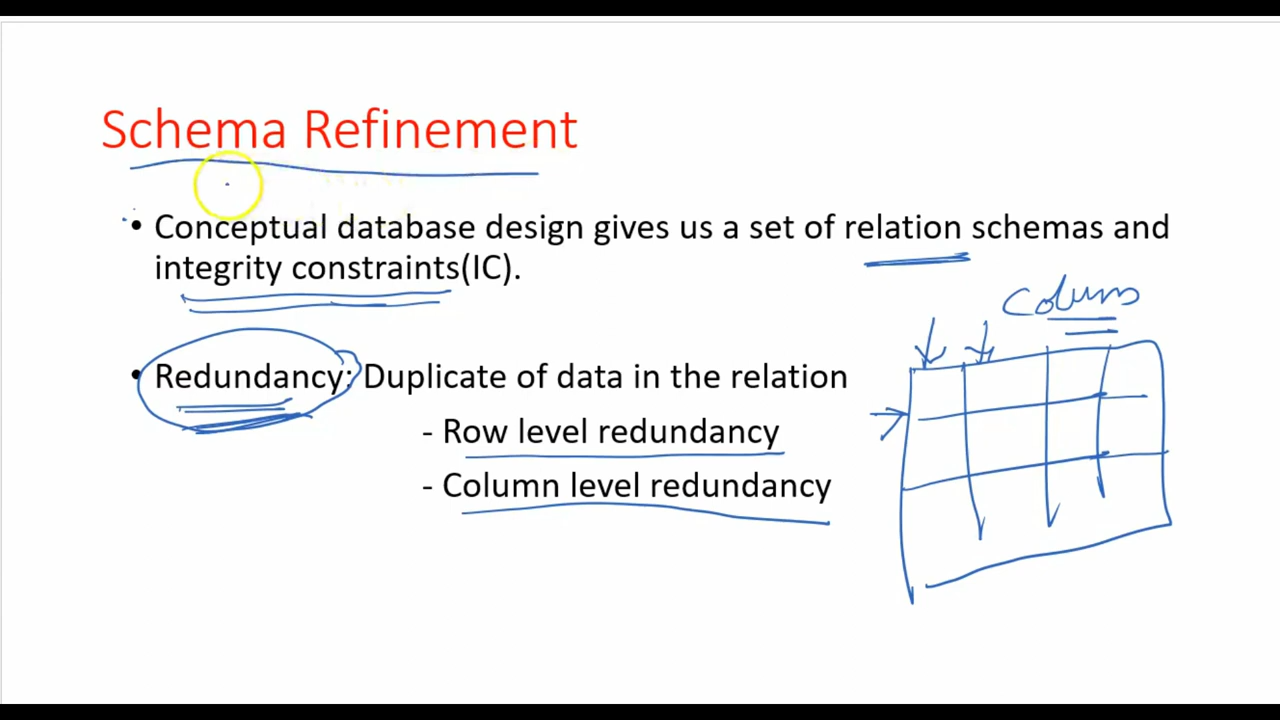 Schema Refinement
• Conceptual database design gives us a set of relation schemas and
integrity constraints(IC).
Column
• Redundancy: Duplicate of data in the relation
- Row level redundancy
- Column level redundancy